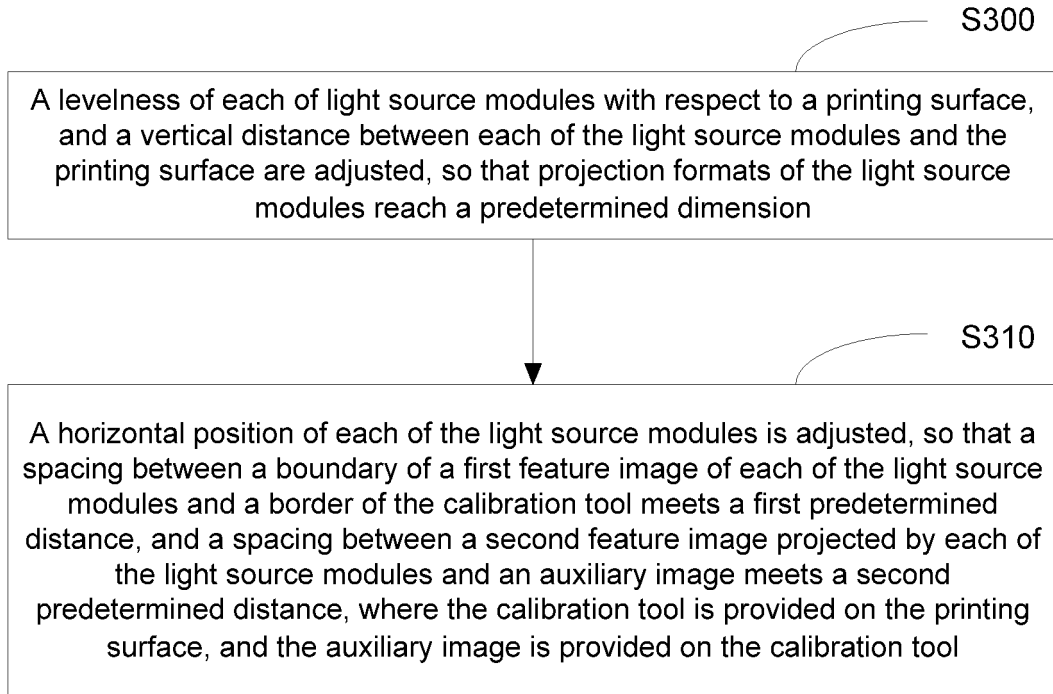 S300
A levelness of each of light source modules with respect to a printing surface,
and a vertical distance between each of the light source modules and the
printing surface are adjusted, so that projection formats of the light source
modules reach a predetermined dimension
S310
A horizontal position of each of the light source modules is adjusted, so that a
spacing between a boundary of a first feature image of each of the light source
modules and a border of the calibration tool meets a first predetermined
distance, and a spacing between a second feature image projected by each of
the light source modules and an auxiliary image meets a second
predetermined distance, where the calibration tool is provided on the printing
surface, and the auxiliary image is provided on the calibration tool